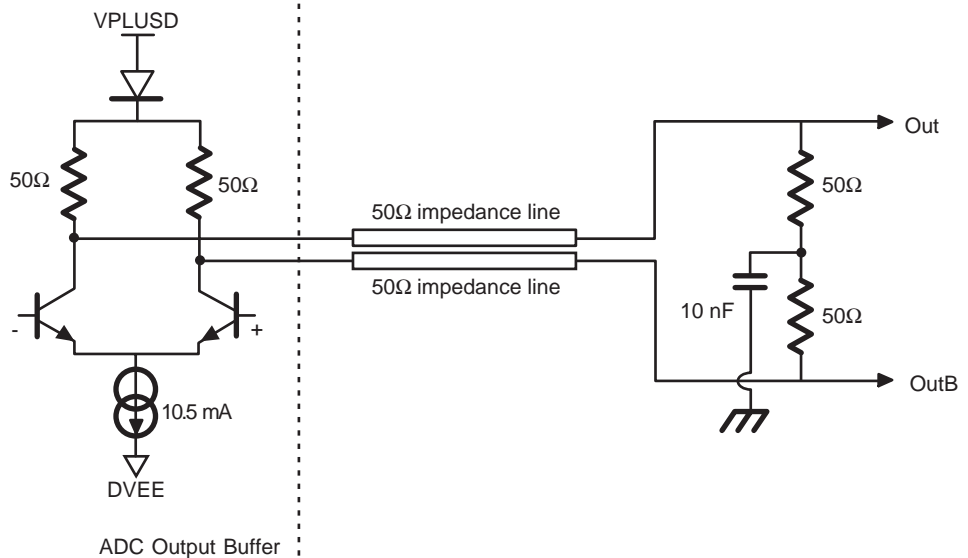 VPLUSD
50Ω
50Ω
-
+
10.5 mA
DVEE
ADC Output Buffer
50Ω impedance line
50Ω impedance line
Out
50Ω
10 nF
50Ω
OutB